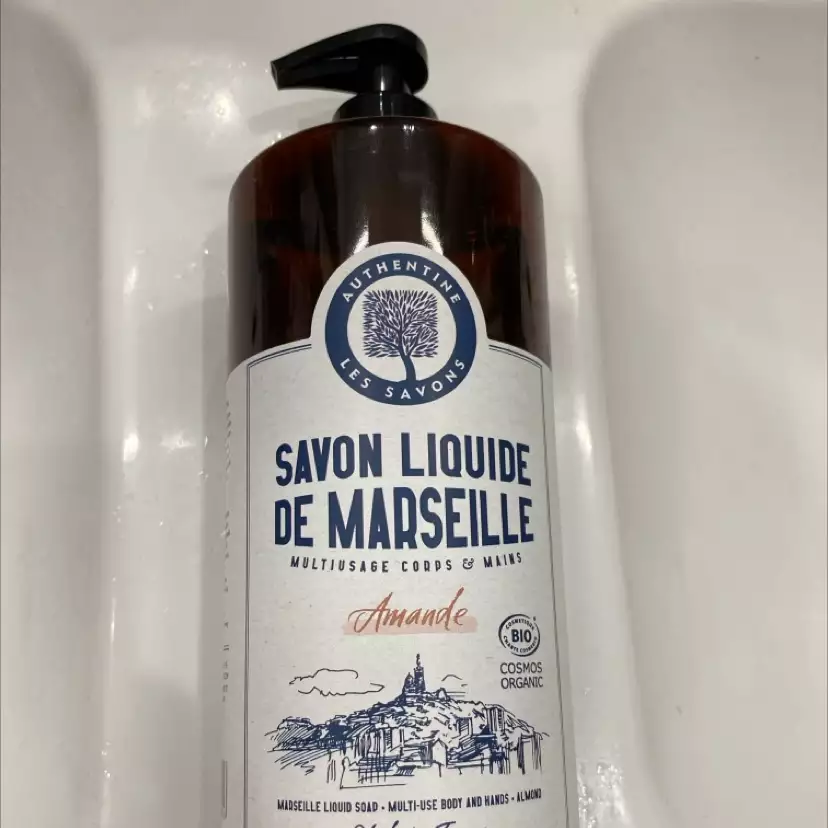 AUTHENTINE
LES SAVONS
SAVON LIQUIDE
DE MARSEILLE
MULTIUSAGE CORPS & MAINS
Amande
BIO
COSMOS
ORGANIC
MARSEILLE LIQUID SOAP • MULTI-USE BODY AND HANDS • ALMOND